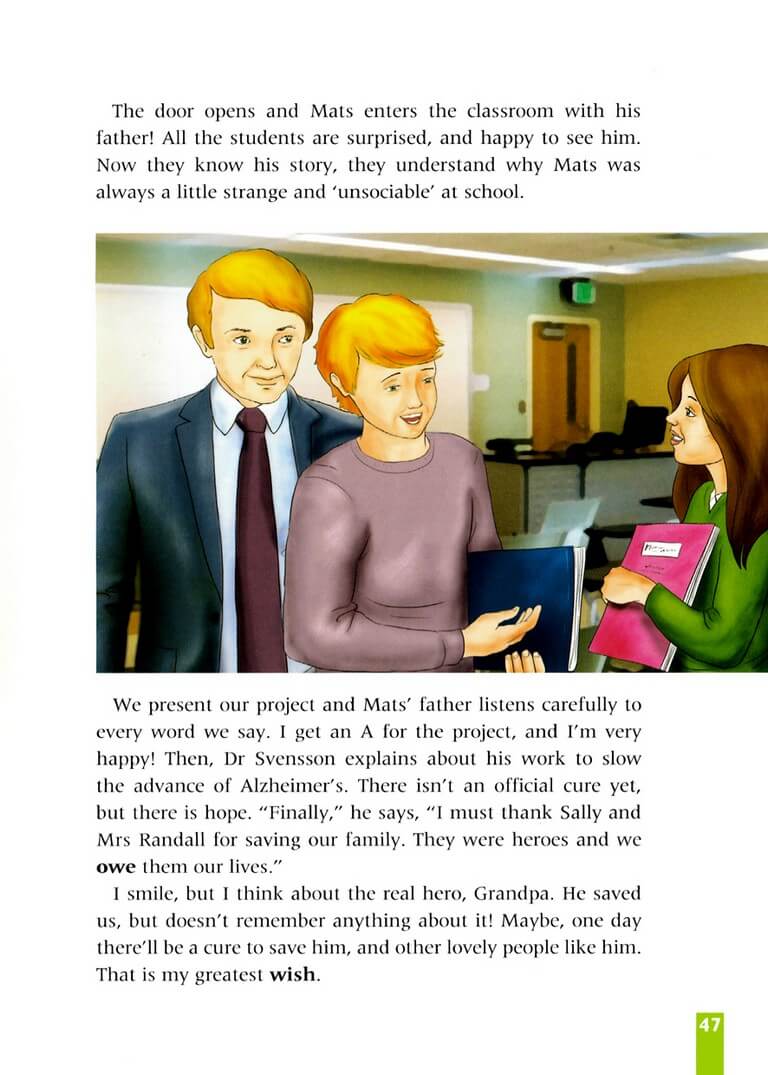 The door opens and Mats enters the classroom with his
father! All the students are surprised, and happy to see him.
Now they know his story, they understand why Mats was
always a little strange and ‘unsociable’ at school.
We present our project and Mats’ father listens carefully to
every word we say. I get an A for the project, and I’m very
happy! Then, Dr Svensson explains about his work to slow
the advance of Alzheimer’s. There isn’t an official cure yet,
but there is hope. “Finally,” he says, “I must thank Sally and
Mrs Randall for saving our family. They were heroes and we
owe them our lives.”
I smile, but I think about the real hero, Grandpa. He saved
us, but doesn’t remember anything about it! Maybe, one day
there’ll be a cure to save him, and other lovely people like him.
That is my greatest wish.
47